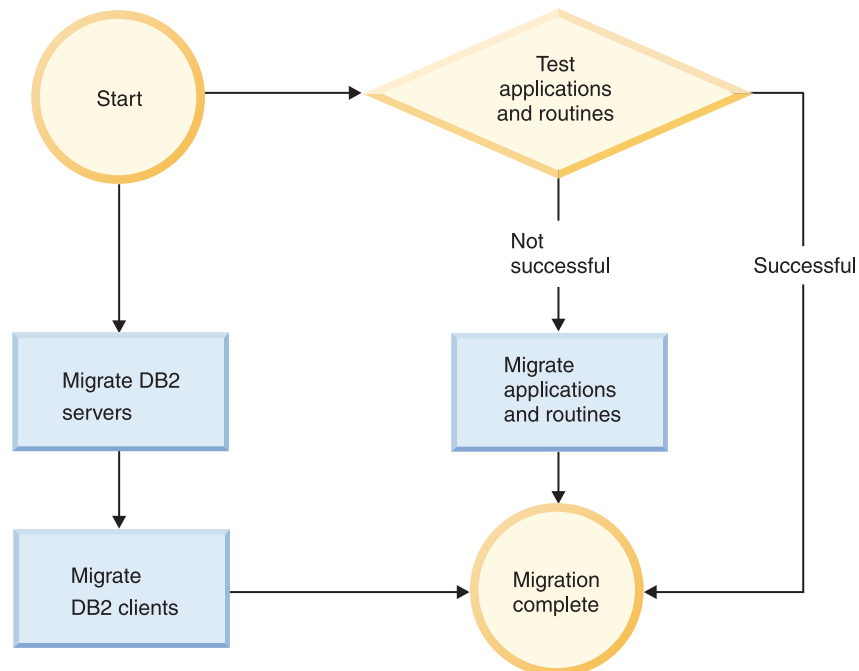 Start
Test
applications
and routines
Not
successful
Successful
Migrate DB2
servers
Migrate
applications
and routines
Migrate
DB2 clients
Migration
complete